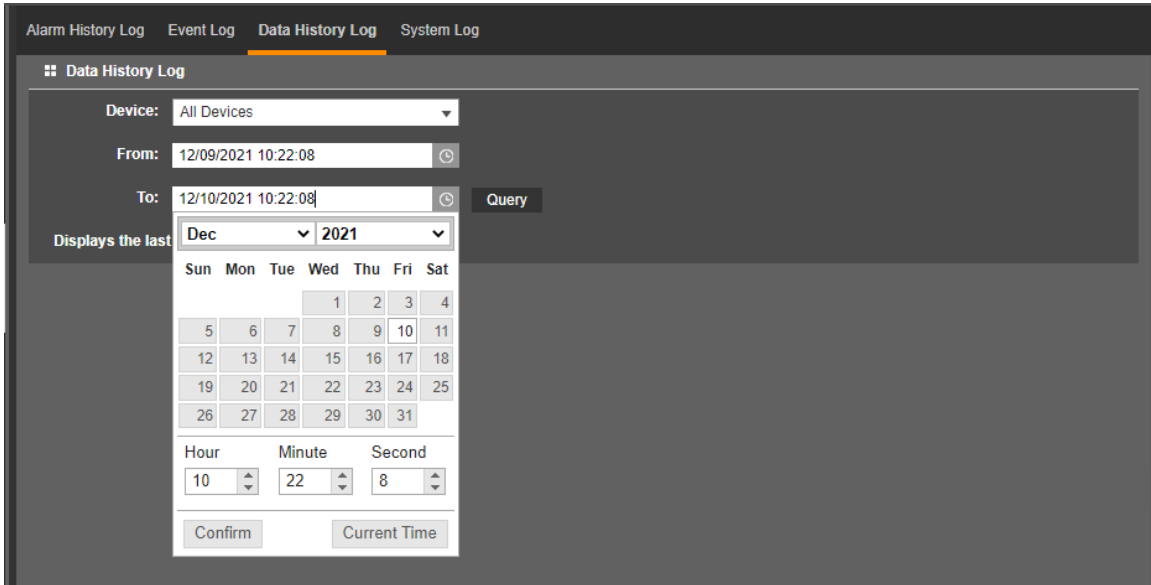 Alarm History Log Event Log Data History Log System Log
Data History Log
Device: All Devices
From: 12/09/2021 10:22:08
To: 12/10/2021 10:22:08 Query
Displays the last
Dec 2021
Sun Mon Tue Wed Thu Fri Sat
1 2 3 4
5 6 7 8 9 10 11
12 13 14 15 16 17 18
19 20 21 22 23 24 25
26 27 28 29 30 31
Hour Minute Second
10 22 8
Confirm Current Time